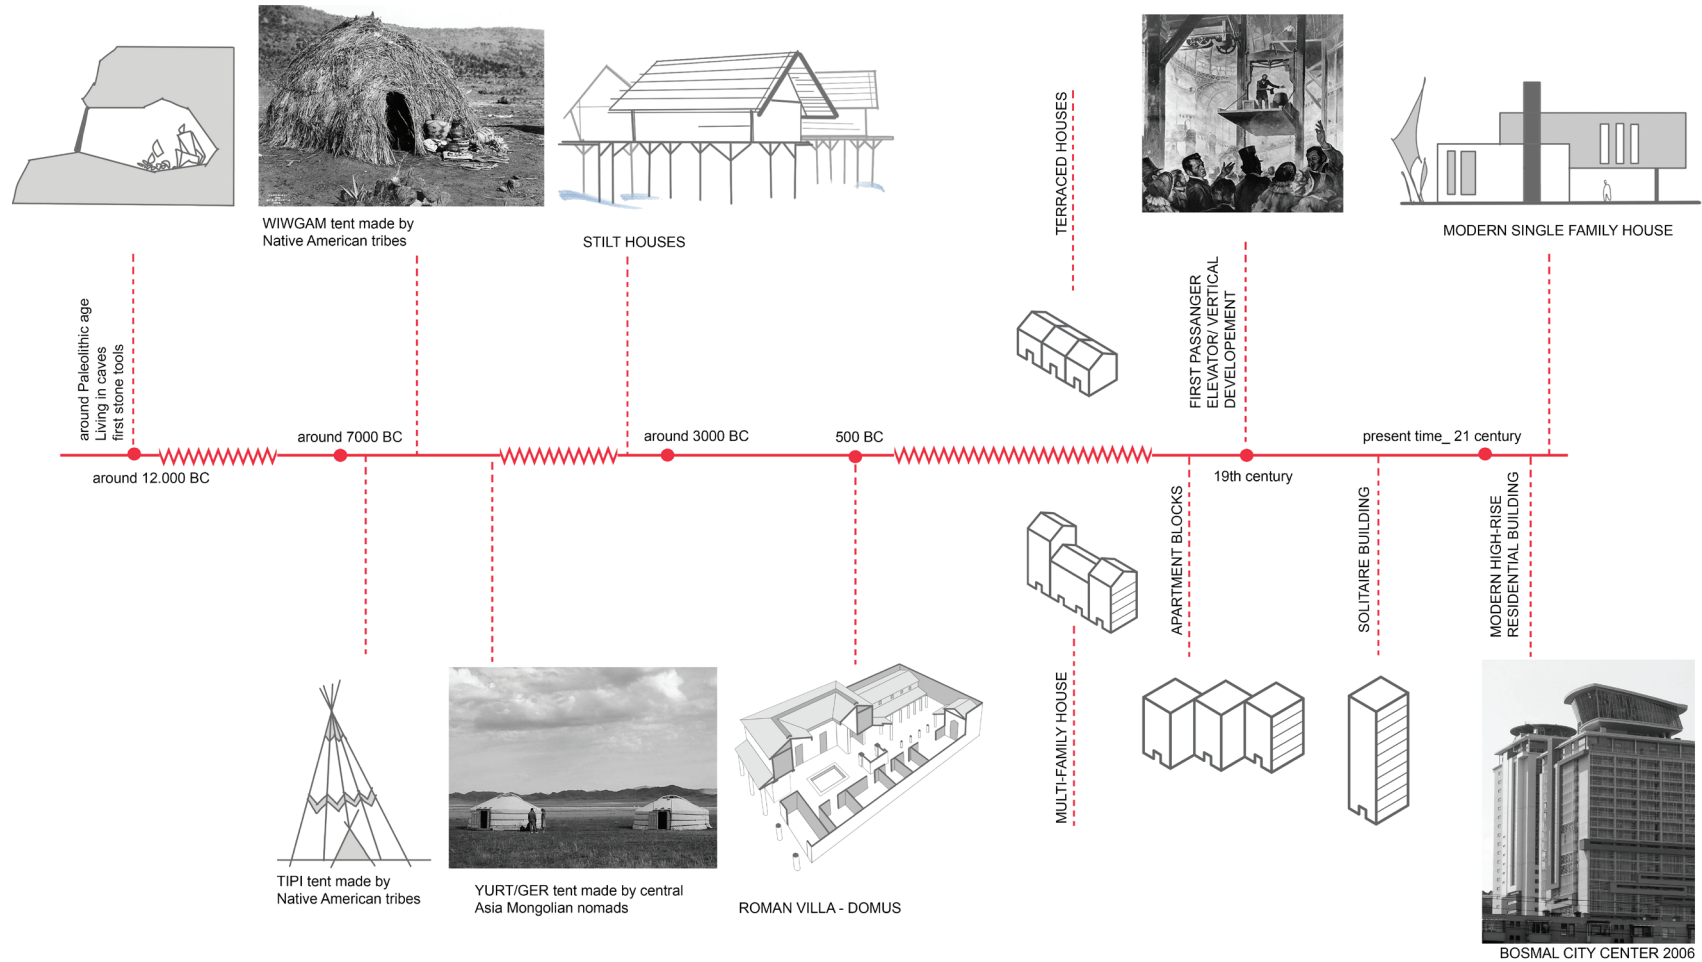 WIWGAM tent made by
Native American tribes
STILT HOUSES
TERRACED HOUSES
MODERN SINGLE FAMILY HOUSE
around Paleolithic age
Living in caves
first stone tools
FIRST PASSANGER
ELEVATOR/ VERTICAL
DEVELOPEMENT
around 12.000 BC
around 7000 BC
around 3000 BC
500 BC
19th century
present time_ 21 century
APARTMENT BLOCKS
SOLITAIRE BUILDING
MODERN HIGH-RISE
RESIDENTIAL BUILDING
MULTI-FAMILY HOUSE
TIPI tent made by
Native American tribes
YURT/GER tent made by central
Asia Mongolian nomads
ROMAN VILLA - DOMUS
BOSMAL CITY CENTER 2006